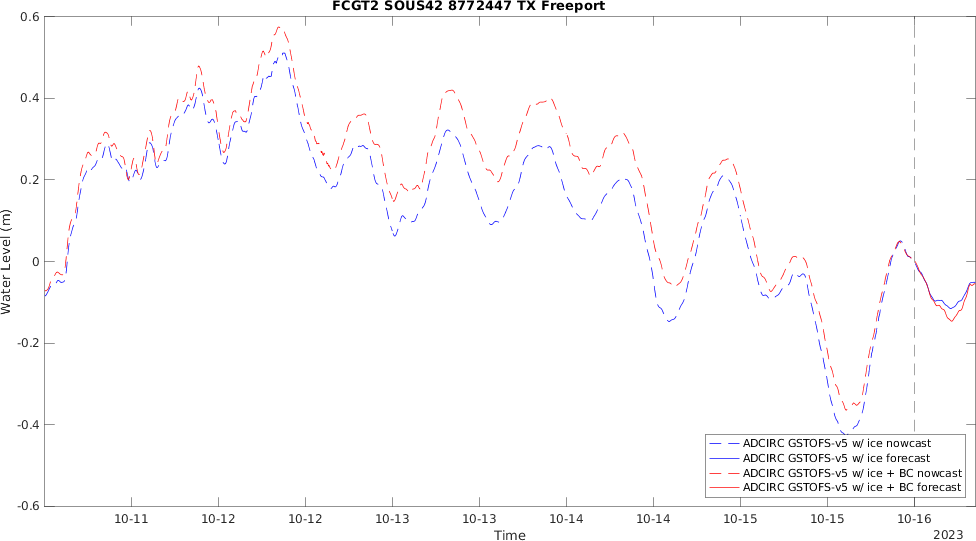 FCGT2 SOUS42 8772447 TX Freeport
0.6
0.4
0.2
0
-0.2
-0.4
-0.6
Water Level (m)
10-11
10-12
10-12
10-13
10-13
10-14
10-14
10-15
10-15
10-16
Time
2023
ADCIRC GSTOFS-v5 w/ ice nowcast
ADCIRC GSTOFS-v5 w/ ice forecast
ADCIRC GSTOFS-v5 w/ ice + BC nowcast
ADCIRC GSTOFS-v5 w/ ice + BC forecast